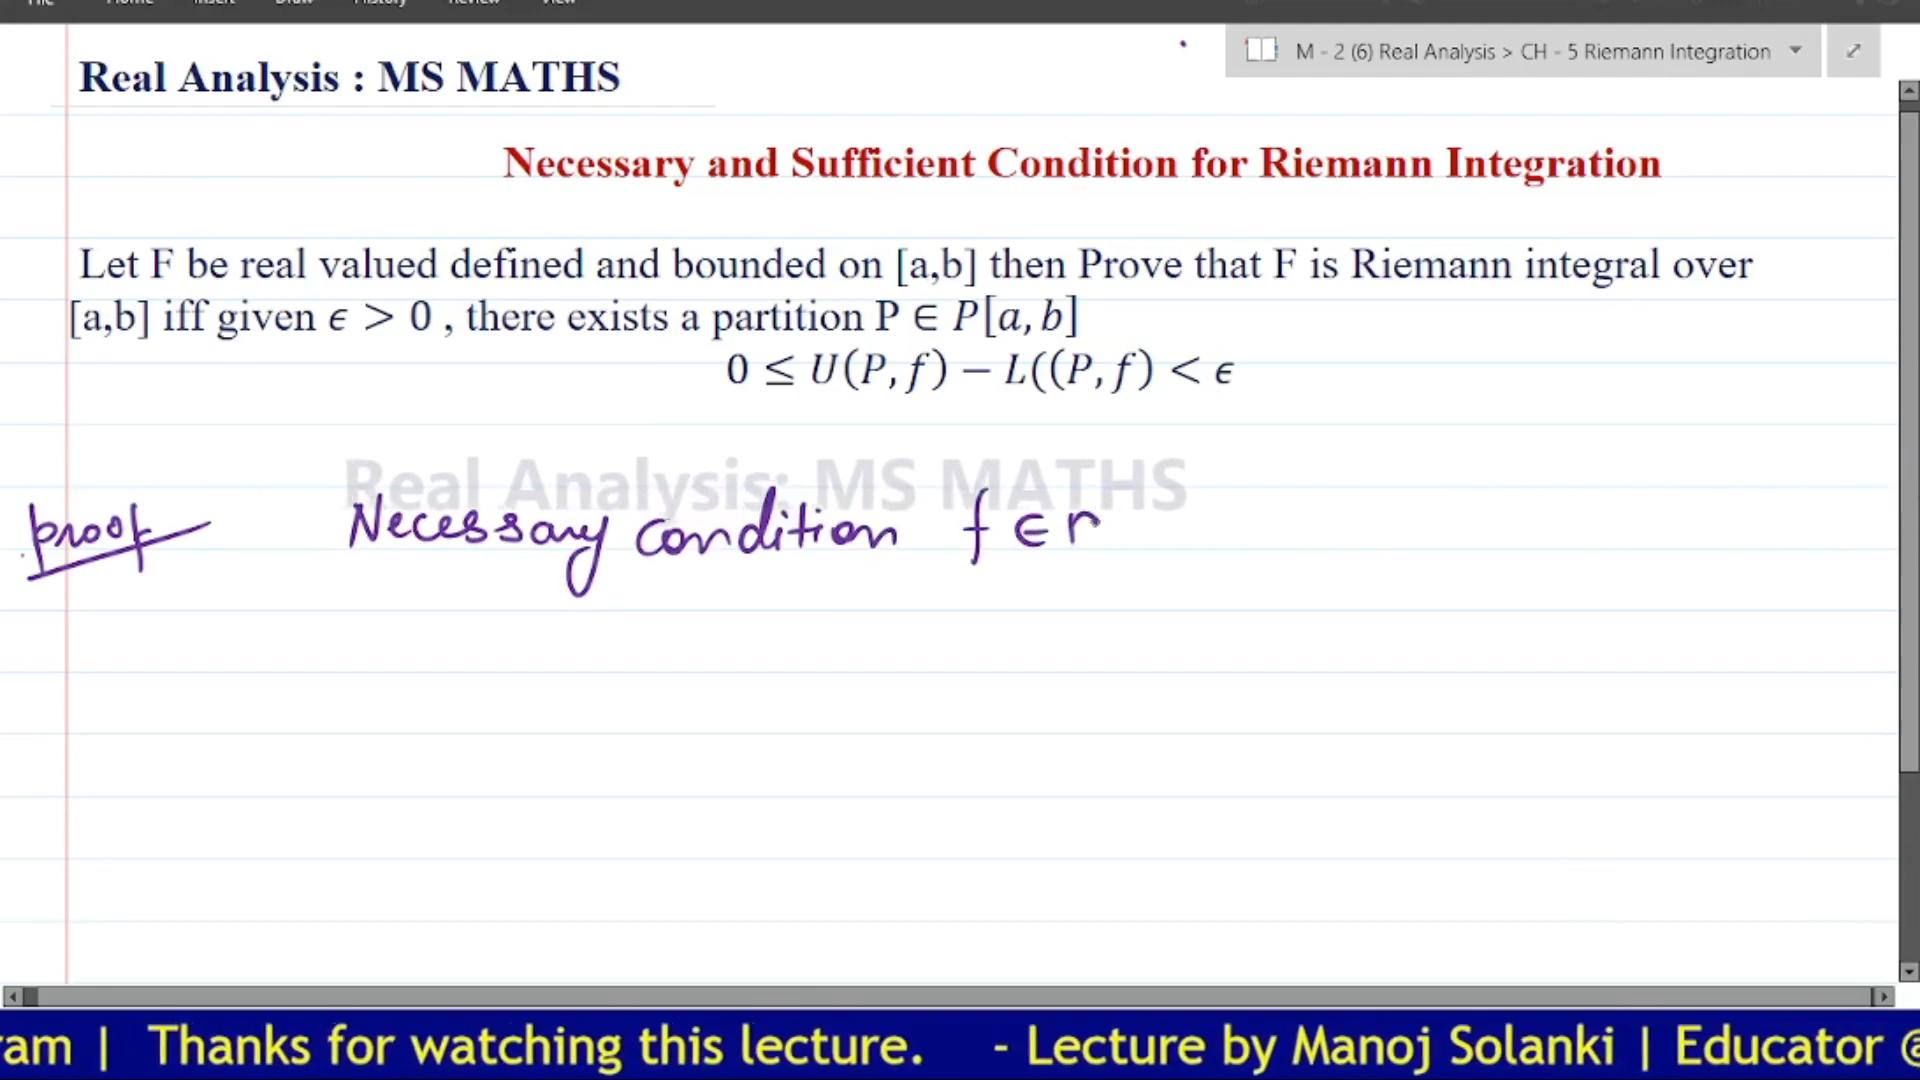 M - 2 (6) Real Analysis > CH - 5 Riemann Integration
Real Analysis : MS MATHS
Necessary and Sufficient Condition for Riemann Integration
Let F be real valued defined and bounded on [a,b] then Prove that F is Riemann integral over
[a,b] iff given ϵ > 0 , there exists a partition P ∈ P[a, b]
0 ≤ U(P, f) − L((P, f) < ϵ
Real Analysis: MS MATHS
proof Necessary condition f ∈ r
ram | Thanks for watching this lecture. - Lecture by Manoj Solanki | Educator @